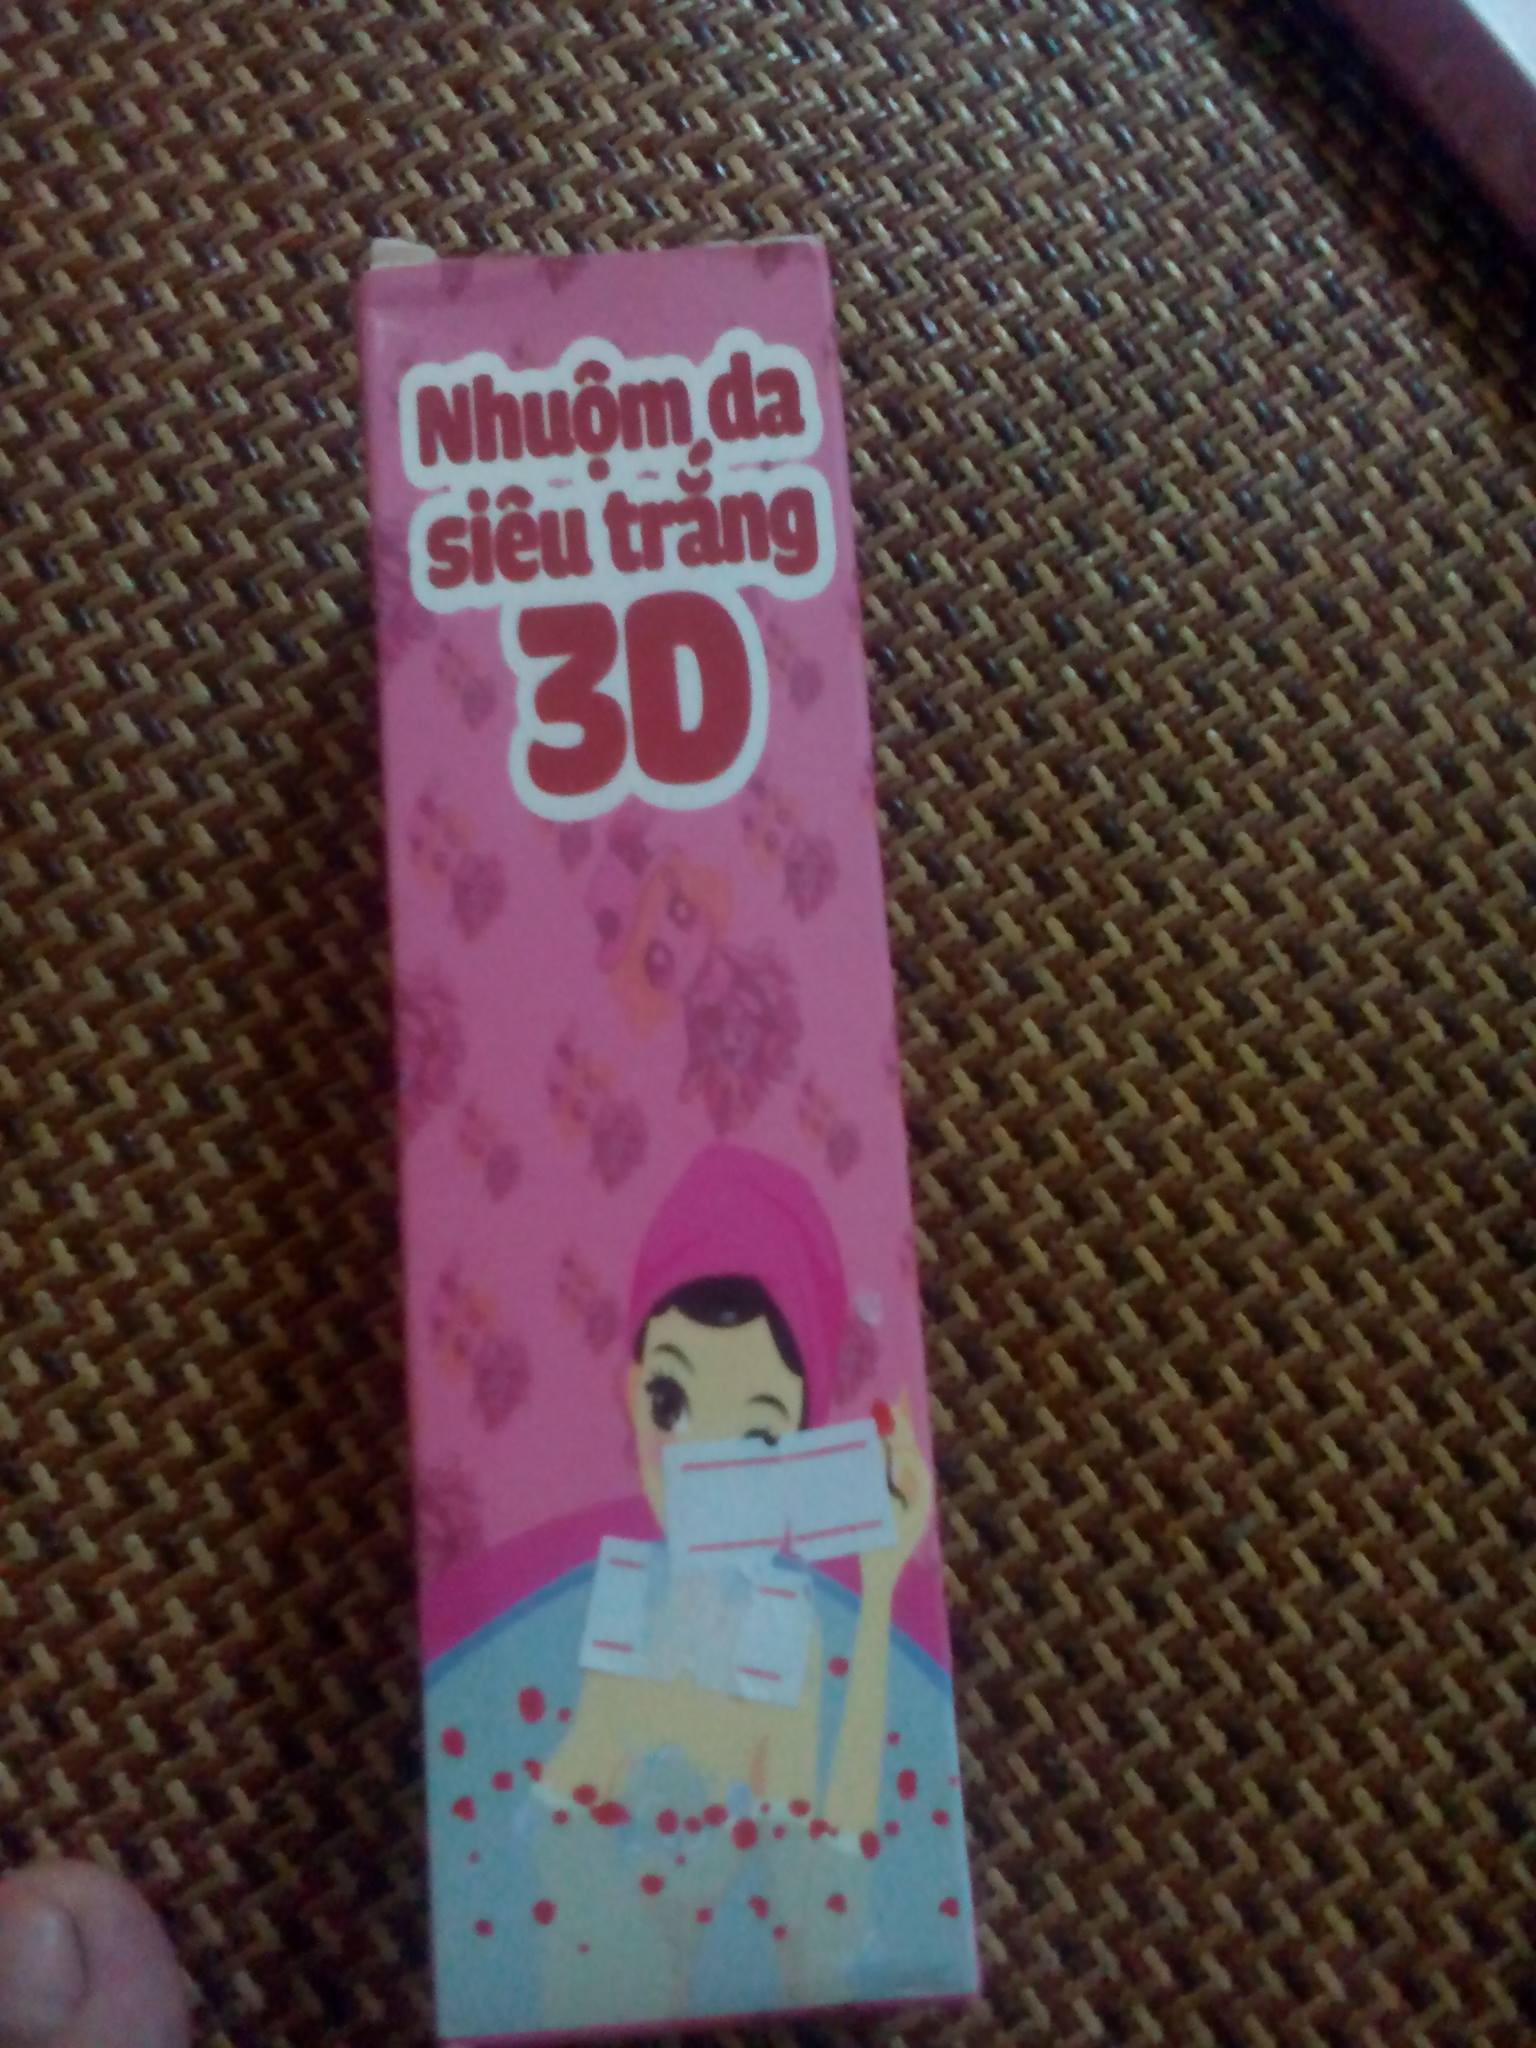 Nhuộm da
siêu trắng
3D